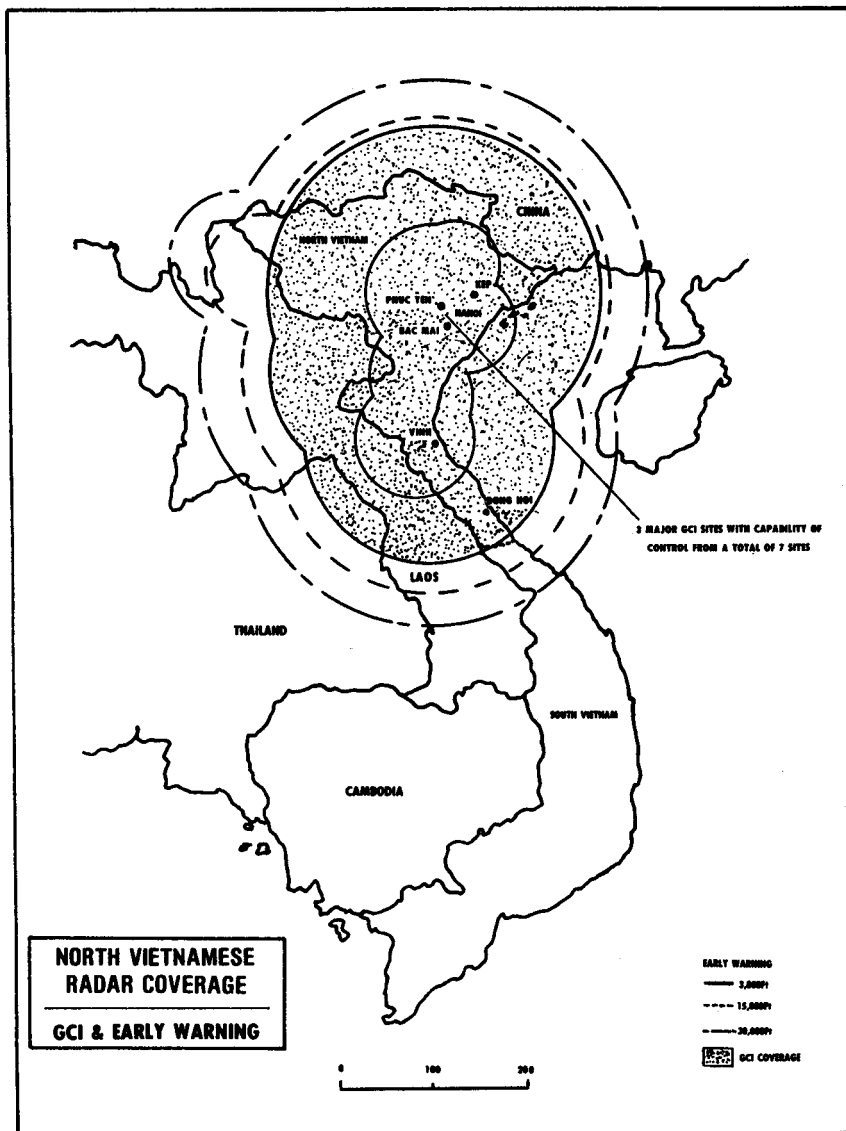 CHINA
NORTH VIETNAM
KEP
PHUC YEN
HANOI
BAC MAI
VINH
DONG HOI
3 MAJOR GCI SITES WITH CAPABILITY OF
CONTROL FROM A TOTAL OF 7 SITES
LAOS
THAILAND
SOUTH VIETNAM
CAMBODIA
NORTH VIETNAMESE
RADAR COVERAGE
GCI & EARLY WARNING
EARLY WARNING
3,000Ft
15,000Ft
30,000Ft
GCI COVERAGE
0 100 200